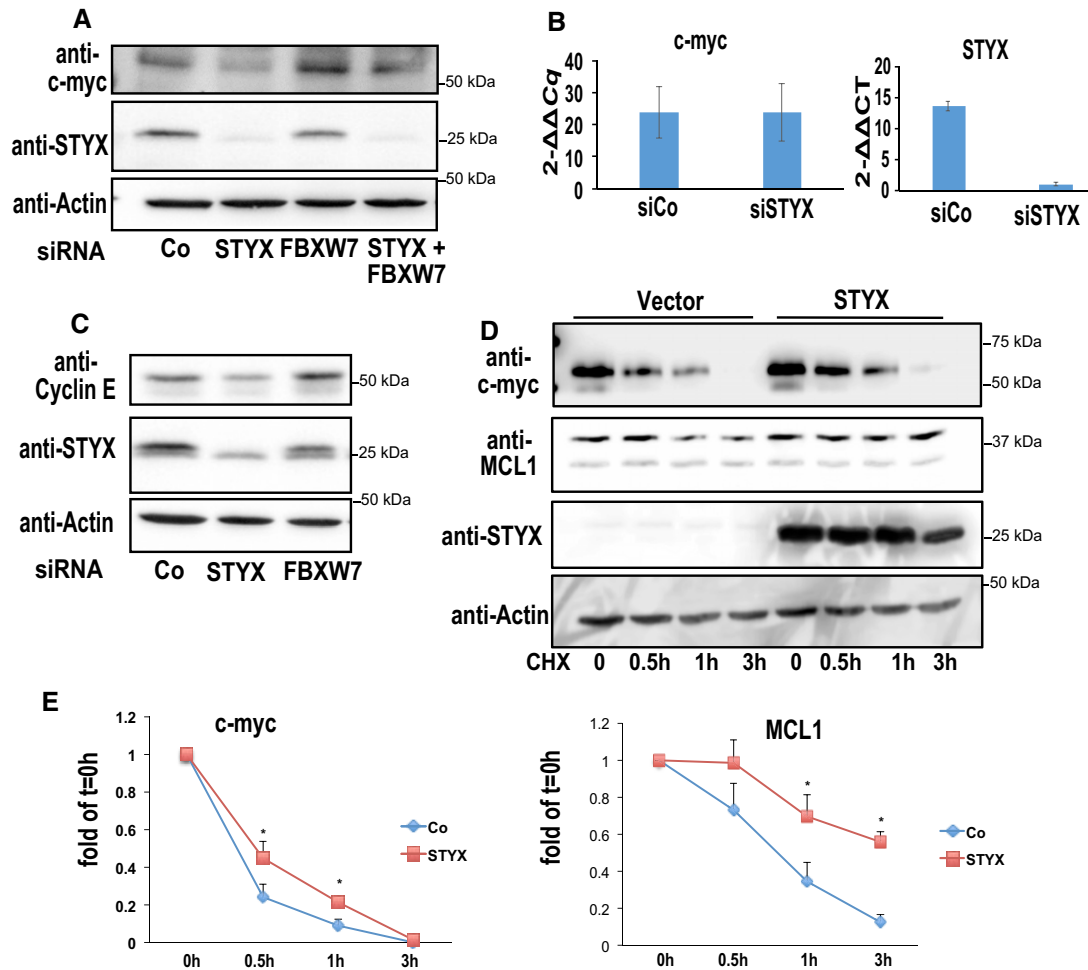 A
anti-
c-myc
50 kDa
anti-STYX
25 kDa
50 kDa
anti-Actin
siRNA
Co
STYX
FBXW7
STYX +
FBXW7
B
c-myc
2-ΔΔCq
40
30
20
10
0
siCo
siSTYX
STYX
2-ΔΔCT
20
15
10
5
0
siCo
siSTYX
C
anti-
Cyclin E
50 kDa
anti-STYX
25 kDa
50 kDa
anti-Actin
siRNA
Co
STYX
FBXW7
D
Vector
STYX
anti-
c-myc
75 kDa
50 kDa
anti-
MCL1
37 kDa
anti-STYX
25 kDa
50 kDa
anti-Actin
CHX
0
0.5h
1h
3h
0
0.5h
1h
3h
E
c-myc
fold of t=0h
1.2
1
0.8
0.6
0.4
0.2
0
*
*
0h
0.5h
1h
3h
Co
STYX
MCL1
fold of t=0h
1.2
1
0.8
0.6
0.4
0.2
0
*
*
0h
0.5h
1h
3h
Co
STYX